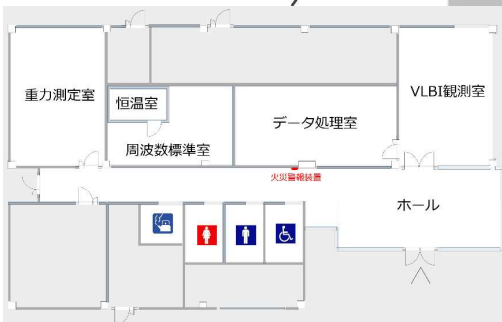 重力測定室
恒温室
周波数標準室
データ処理室
VLBI観測室
火災警報装置
ホール